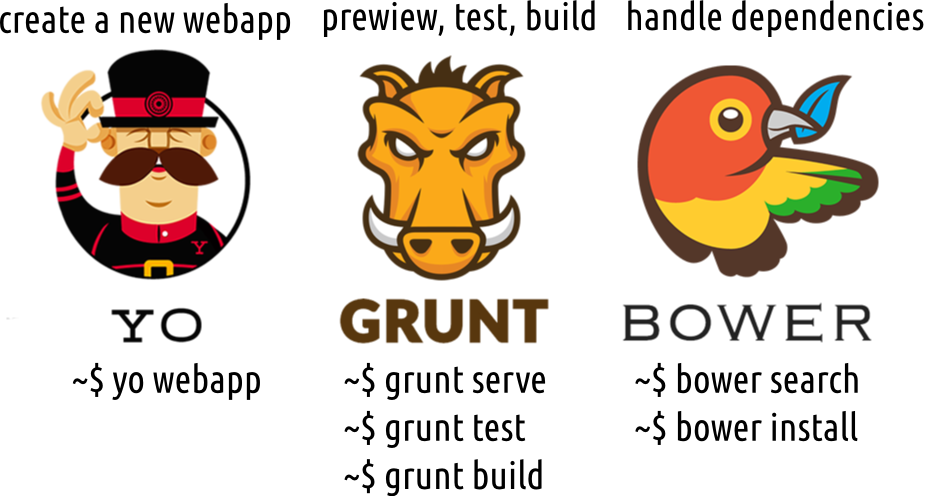 create a new webapp
prewiew, test, build
handle dependencies
Y
YO
GRUNT
BOWER
~$ yo webapp
~$ grunt serve
~$ grunt test
~$ grunt build
~$ bower search
~$ bower install